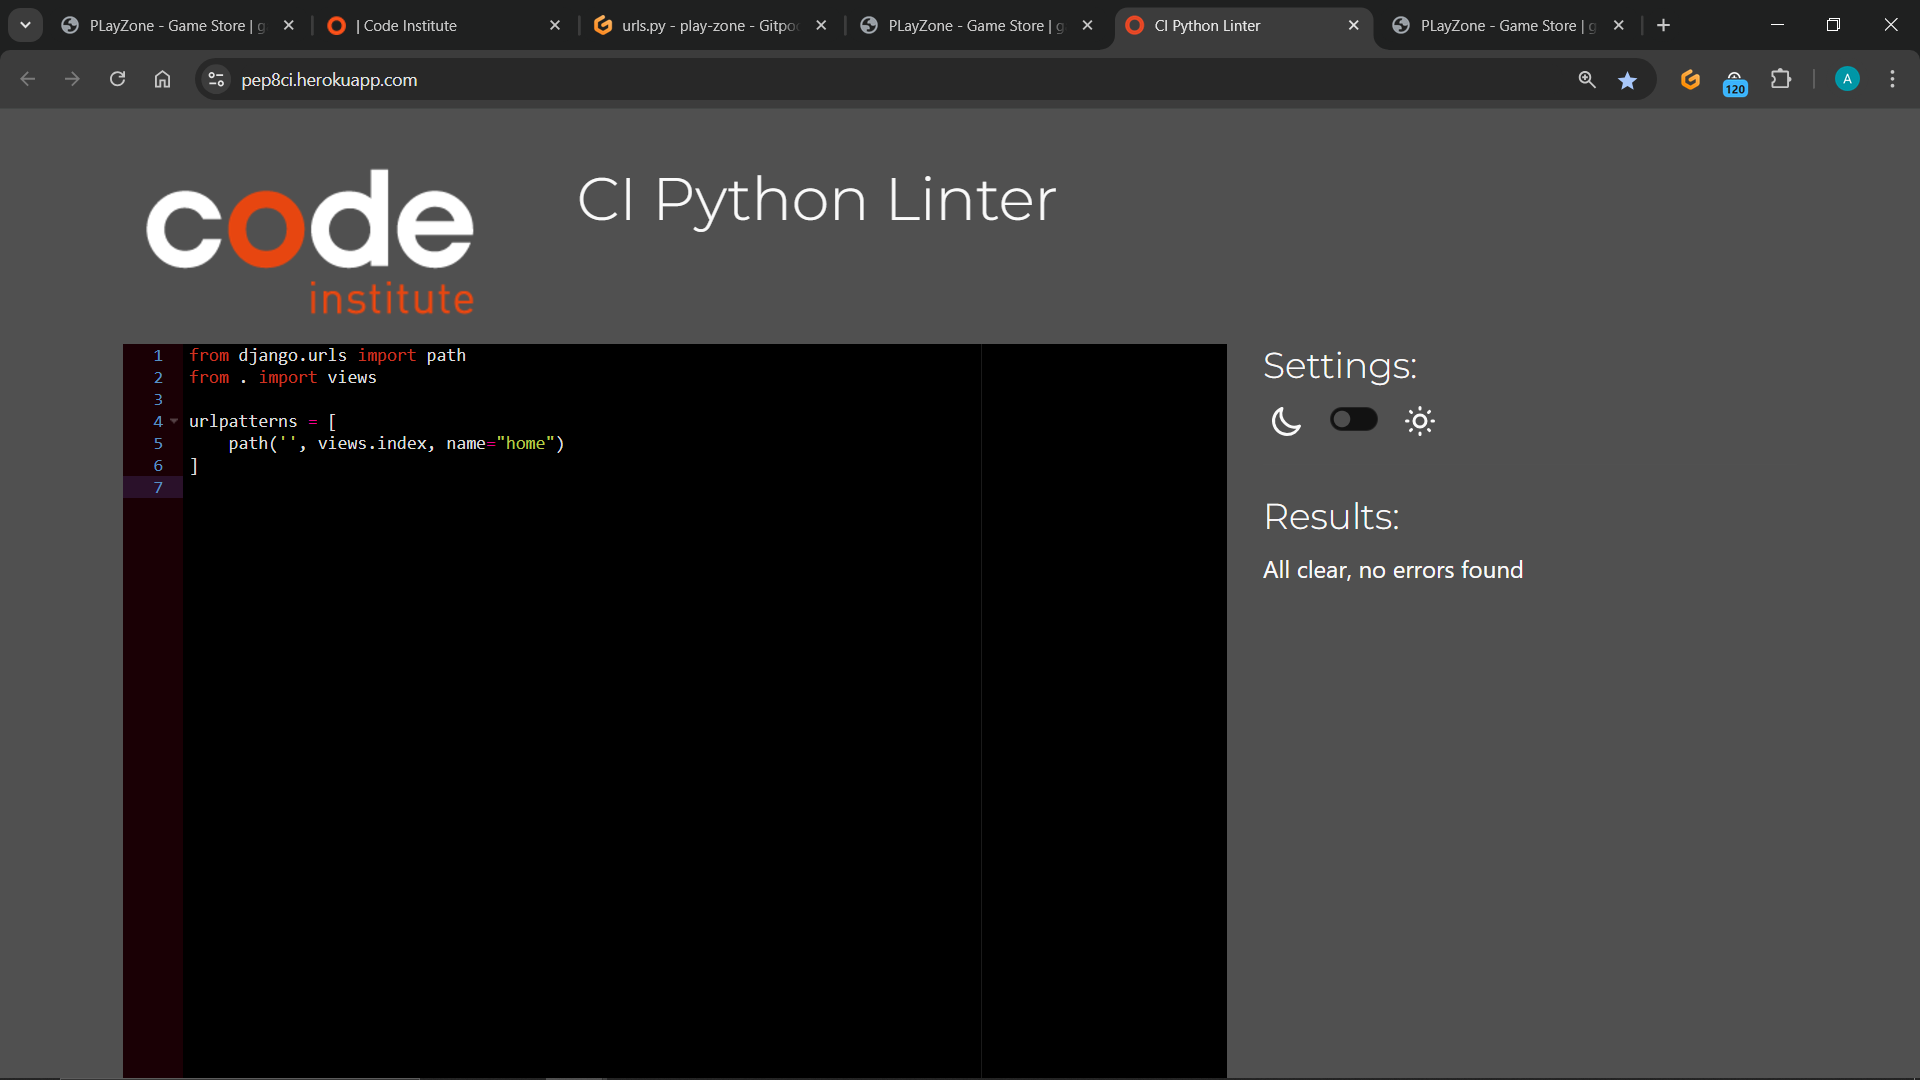 PLayZone - Game Store | g
| Code Institute
urls.py - play-zone - Gitpod
PLayZone - Game Store | g
CI Python Linter
PLayZone - Game Store | g
pep8ci.herokuapp.com
120
A
code
institute
CI Python Linter
1 from django.urls import path
2 from . import views
3
4 urlpatterns = [
5 path('', views.index, name="home")
6 ]
7
Settings:
Results:
All clear, no errors found